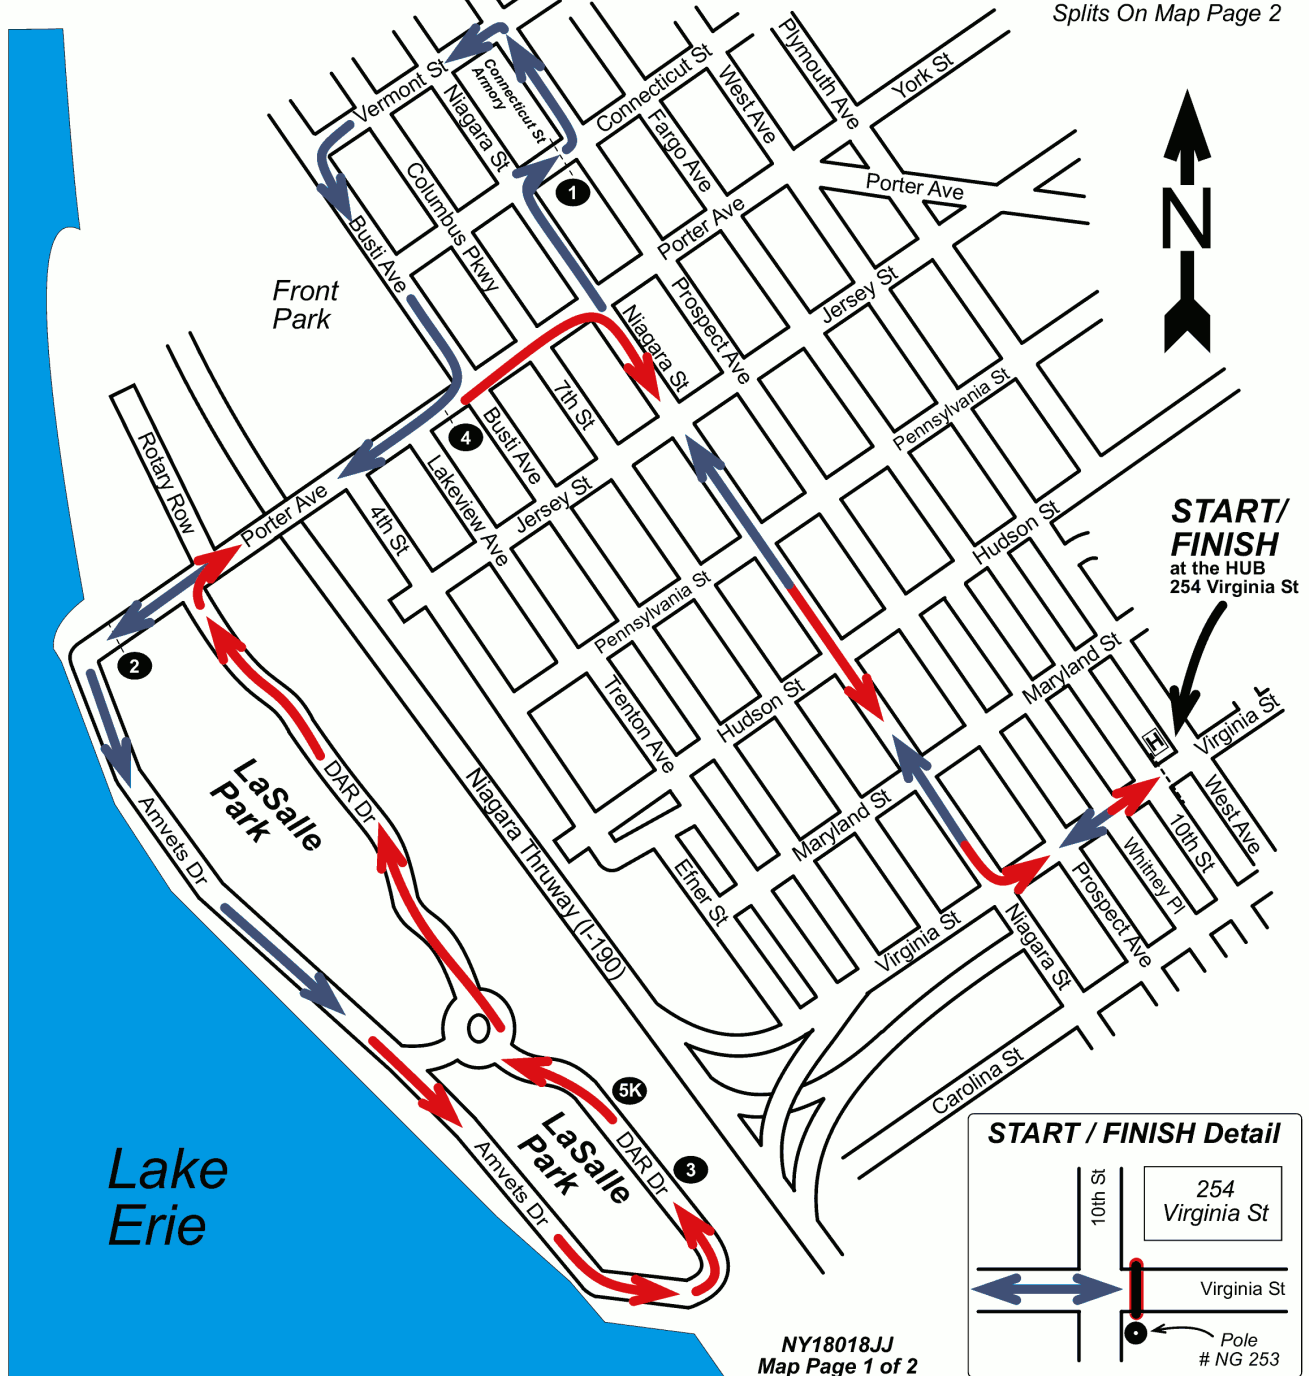 Splits On Map Page 2
Vermont St
Connecticut St
Armory
Niagara St
Connecticut St
West Ave
Plymouth Ave
York St
Fargo Ave
Porter Ave
Porter Ave
1
Columbus Pkwy
Busti Ave
Front
Park
N
Niagara St
Prospect Ave
Jersey St
7th St
Busti Ave
4
Pennsylvania St
Rotary Row
Porter Ave
4th St
Lakeview Ave
Jersey St
Hudson St
START/
FINISH
at the HUB
254 Virginia St
2
Pennsylvania St
Trenton Ave
Hudson St
Maryland St
H
Virginia St
LaSalle
Park
DAR Dr
Amvets Dr
Niagara Thruway (I-190)
Maryland St
Efner St
Virginia St
Niagara St
Prospect Ave
Whitney Pl
10th St
West Ave
5K
Carolina St
3
LaSalle
Park
DAR Dr
Amvets Dr
Lake
Erie
START / FINISH Detail
10th St
254
Virginia St
Virginia St
Pole
# NG 253
NY18018JJ
Map Page 1 of 2